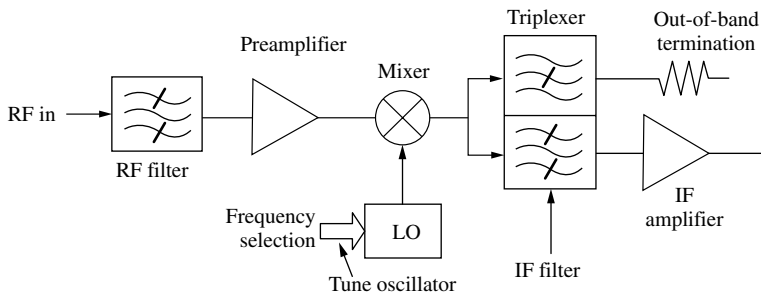 Triplexer
Out-of-band
termination
Preamplifier
Mixer
RF in
RF filter
Frequency
selection
LO
IF
amplifier
Tune oscillator
IF filter